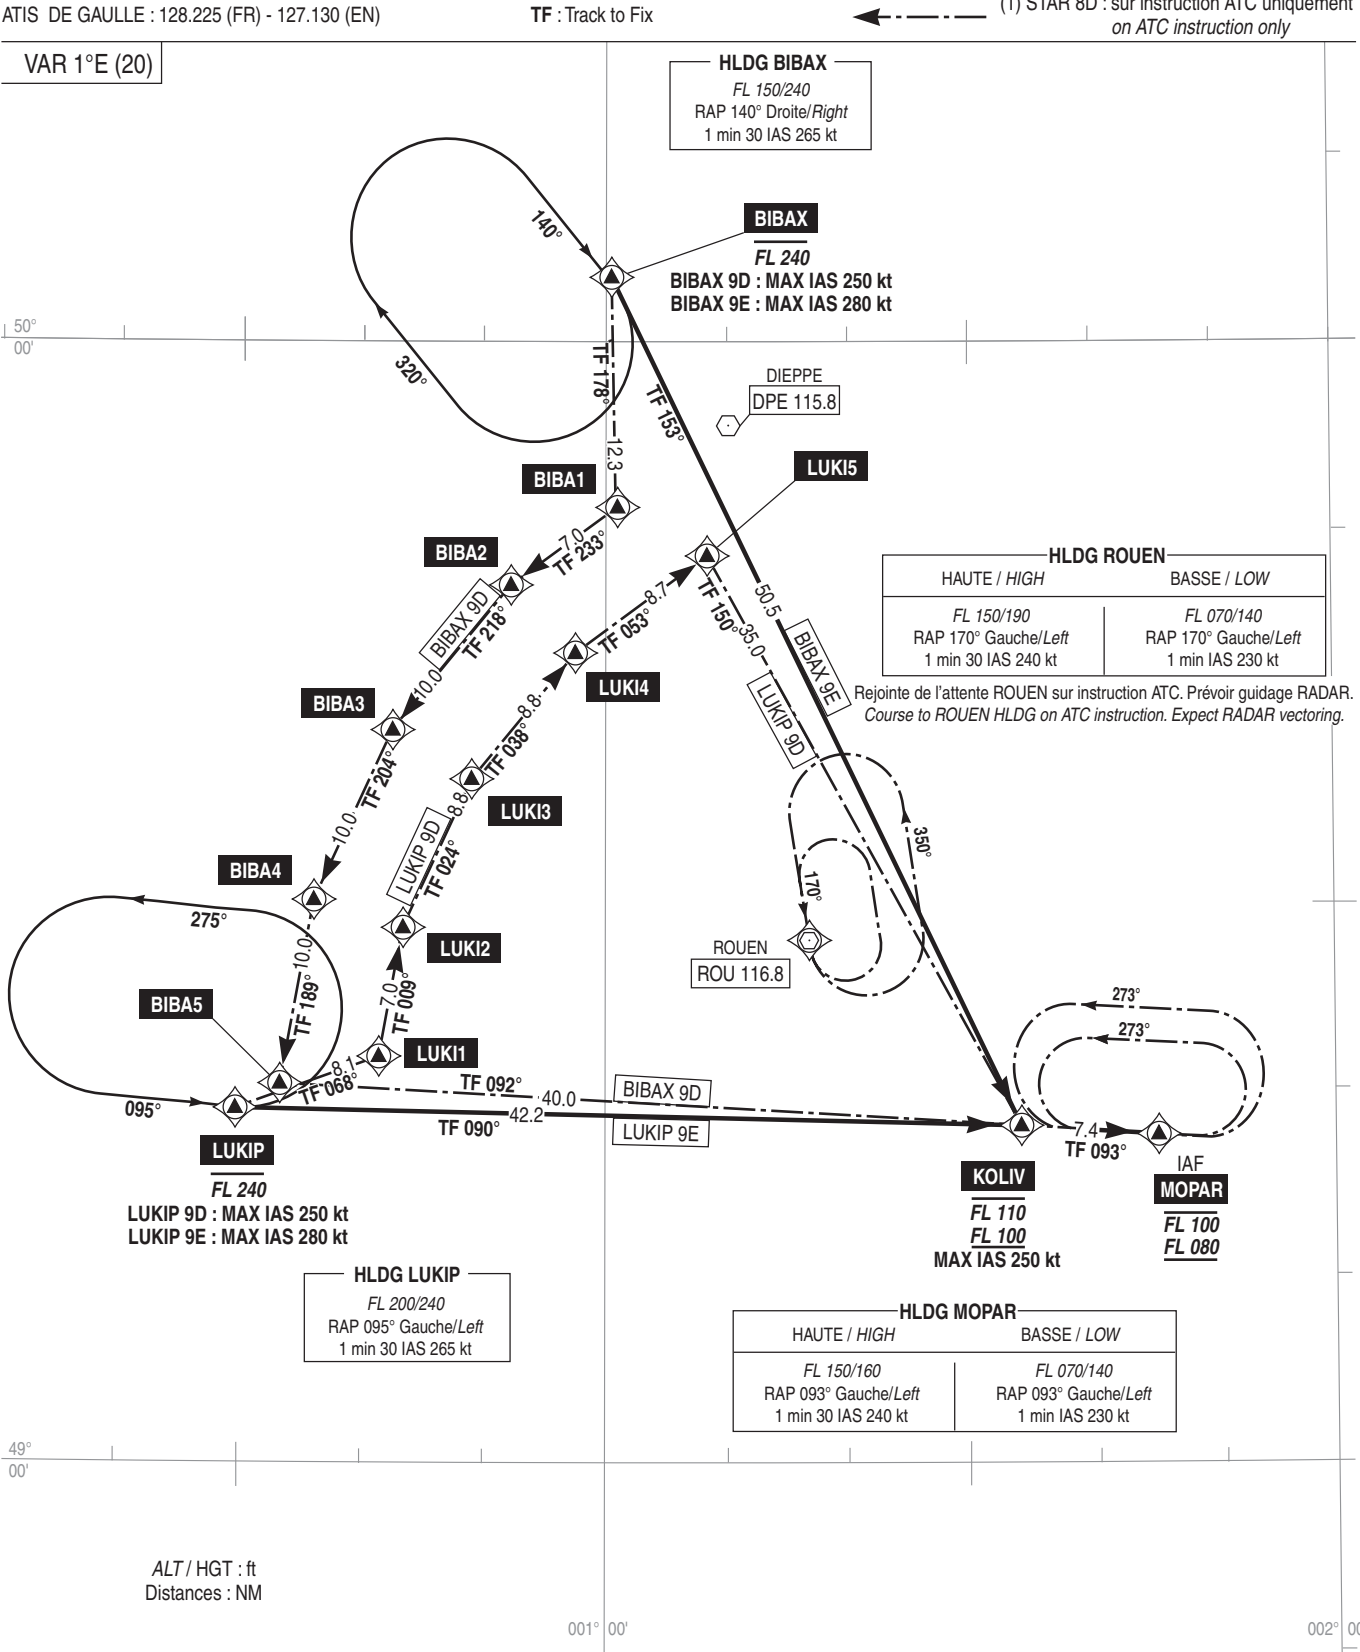 ATIS DE GAULLE : 128.225 (FR) - 127.130 (EN)
TF : Track to Fix
(1) STAR 8D : sur instruction ATC uniquement
on ATC instruction only
VAR 1°E (20)
HLDG BIBAX
FL 150/240
RAP 140° Droite/Right
1 min 30 IAS 265 kt
140°
320°
BIBAX
FL 240
BIBAX 9D : MAX IAS 250 kt
BIBAX 9E : MAX IAS 280 kt
50°
00'
TF 178°
12.3
TF 153°
DIEPPE
DPE 115.8
LUKI5
BIBA1
7.0
TF 233°
BIBA2
BIBAX 9D
TF 218°
10.0
8.7
TF 053°
TF 150°
35.0
50.5
BIBAX 9E
LUKIP 9D
HLDG ROUEN
HAUTE / HIGH
BASSE / LOW
FL 150/190
FL 070/140
RAP 170° Gauche/Left
RAP 170° Gauche/Left
1 min 30 IAS 240 kt
1 min IAS 230 kt
Rejointe de l'attente ROUEN sur instruction ATC. Prévoir guidage RADAR.
Course to ROUEN HLDG on ATC instruction. Expect RADAR vectoring.
LUKI4
BIBA3
8.8
TF 038°
TF 204°
10.0
LUKI3
8.8
LUKIP 9D
TF 024°
350°
170°
BIBA4
275°
LUKI2
ROUEN
ROU 116.8
10.0
TF 189°
7.0
TF 009°
BIBA5
LUKI1
8.1
TF 068°
273°
273°
095°
TF 092°
40.0
BIBAX 9D
42.2
TF 090°
LUKIP 9E
7.4
TF 093°
LUKIP
FL 240
LUKIP 9D : MAX IAS 250 kt
LUKIP 9E : MAX IAS 280 kt
KOLIV
FL 110
FL 100
MAX IAS 250 kt
IAF
MOPAR
FL 100
FL 080
HLDG LUKIP
FL 200/240
RAP 095° Gauche/Left
1 min 30 IAS 265 kt
HLDG MOPAR
HAUTE / HIGH
BASSE / LOW
FL 150/160
FL 070/140
RAP 093° Gauche/Left
RAP 093° Gauche/Left
1 min 30 IAS 240 kt
1 min IAS 230 kt
49°
00'
ALT / HGT : ft
Distances : NM
001° 00'
002°